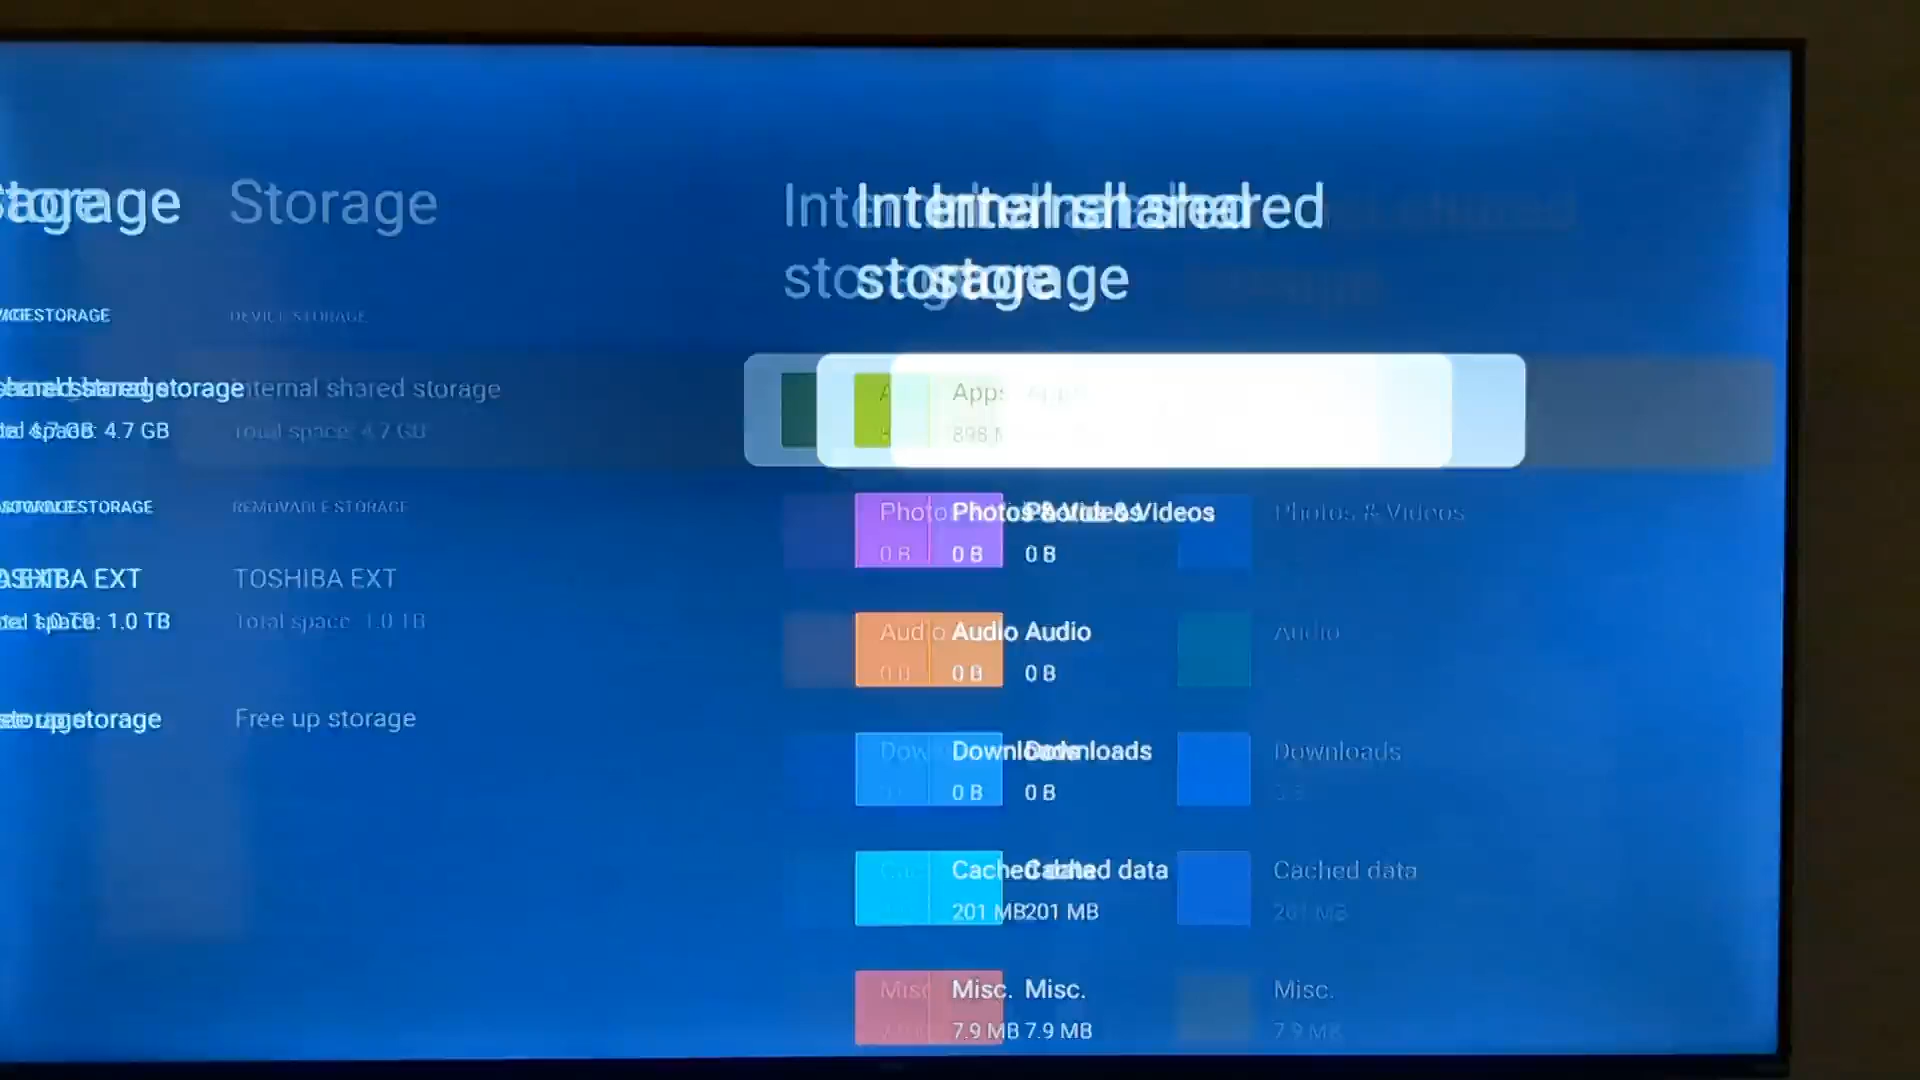 Storage
DEVICE STORAGE
Internal shared storage
Total space: 4.7 GB
REMOVABLE STORAGE
TOSHIBA EXT
Total space: 1.0 TB
Free up storage
Internal shared
storage
Apps
898 M
Photos & Videos
0 B
Audio
0 B
Downloads
0 B
Cached data
201 MB
Misc.
7.9 MB